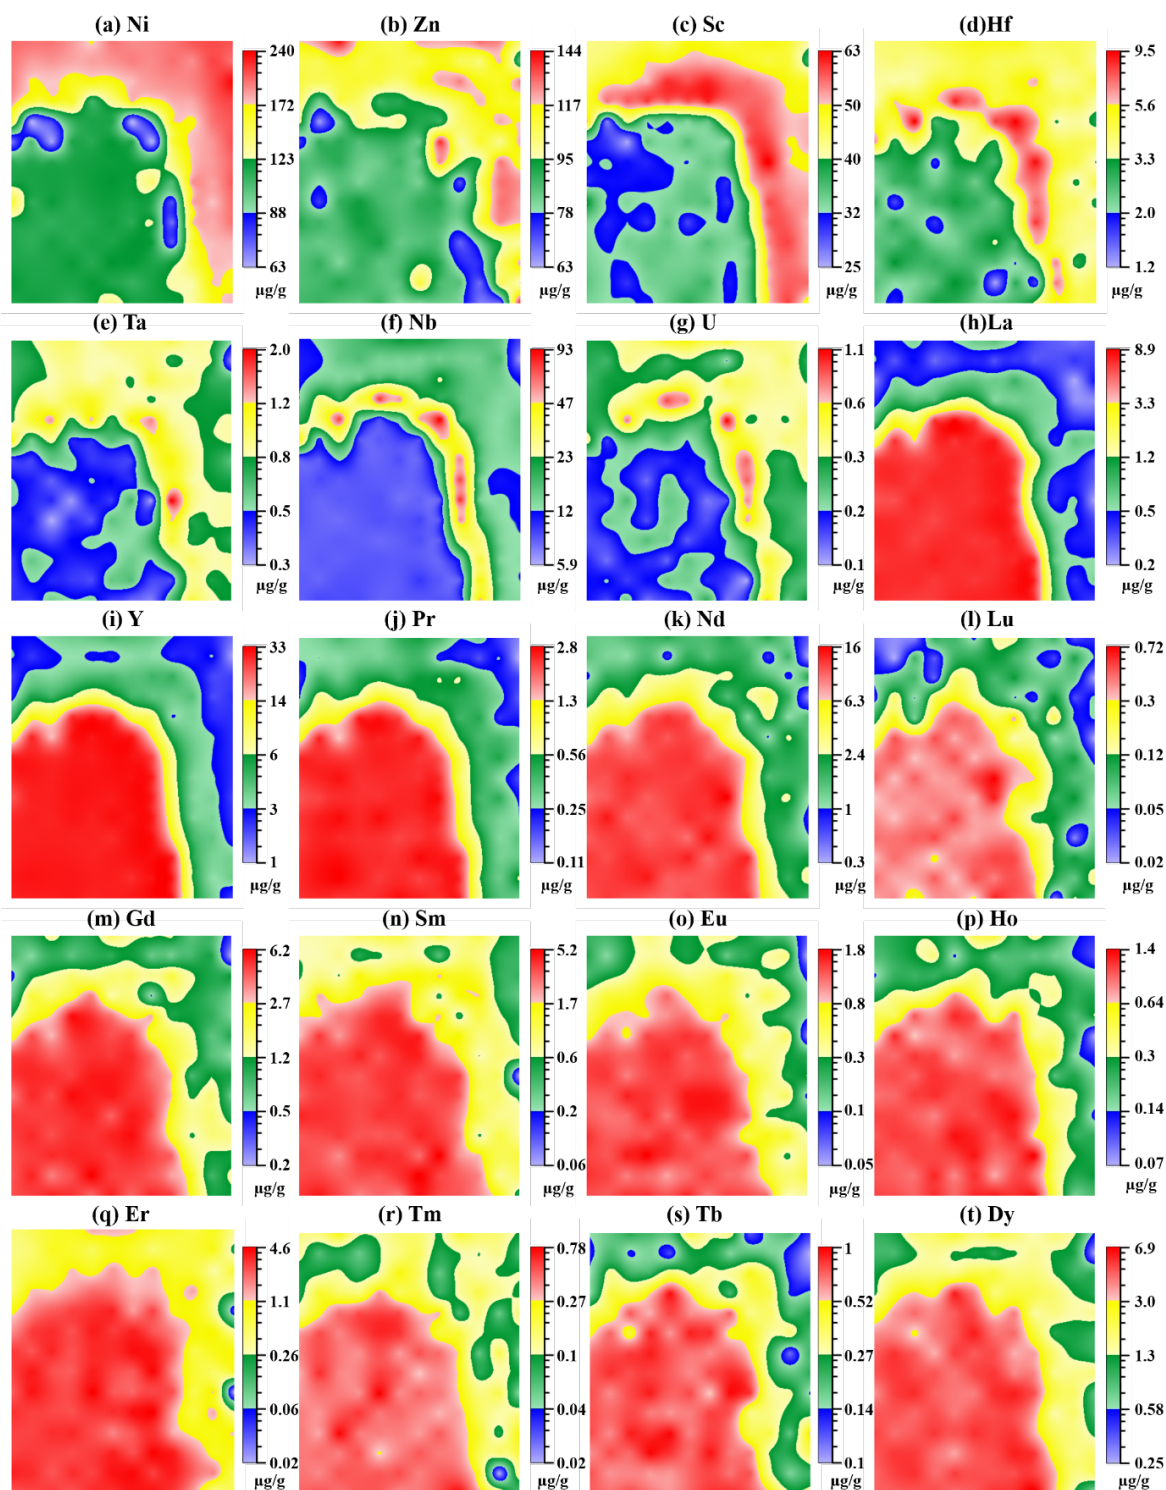 (a) Ni
(b) Zn
(c) Sc
(d)Hf
240
172
123
88
63
µg/g
144
117
95
78
63
µg/g
63
50
40
32
25
µg/g
9.5
5.6
3.3
2.0
1.2
µg/g
(e) Ta
(f) Nb
(g) U
(h)La
2.0
1.2
0.8
0.5
0.3
µg/g
93
47
23
12
5.9
µg/g
1.1
0.6
0.3
0.2
0.1
µg/g
8.9
3.3
1.2
0.5
0.2
µg/g
(i) Y
(j) Pr
(k) Nd
(l) Lu
33
14
6
3
1
µg/g
2.8
1.3
0.56
0.25
0.11
µg/g
16
6.3
2.4
1
0.3
µg/g
0.72
0.3
0.12
0.05
0.02
µg/g
(m) Gd
(n) Sm
(o) Eu
(p) Ho
6.2
2.7
1.2
0.5
0.2
µg/g
5.2
1.7
0.6
0.2
0.06
µg/g
1.8
0.8
0.3
0.1
0.05
µg/g
1.4
0.64
0.3
0.14
0.07
µg/g
(q) Er
(r) Tm
(s) Tb
(t) Dy
4.6
1.1
0.26
0.06
0.02
µg/g
0.78
0.27
0.1
0.04
0.02
µg/g
1
0.52
0.27
0.14
0.1
µg/g
6.9
3.0
1.3
0.58
0.25
µg/g